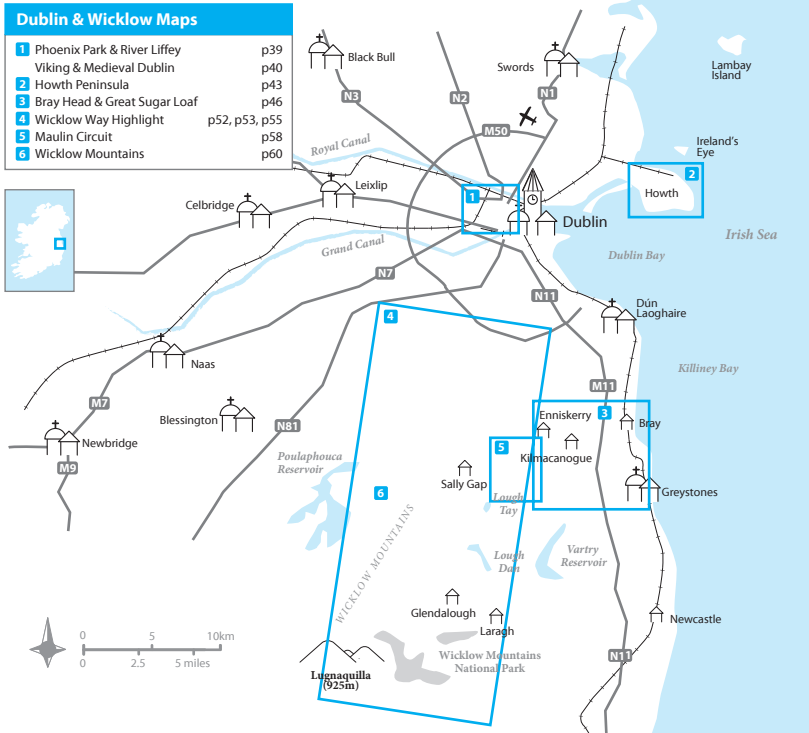 Dublin & Wicklow Maps
1 Phoenix Park & River Liffey p39
Viking & Medieval Dublin p40
2 Howth Peninsula p43
3 Bray Head & Great Sugar Loaf p46
4 Wicklow Way Highlight p52, p53, p55
5 Maulin Circuit p58
6 Wicklow Mountains p60
Black Bull
Swords
Lambay
Island
N3
N2
N1
M50
Royal Canal
Ireland's
Eye
Leixlip
Celbridge
1
2
Howth
Dublin
Grand Canal
Irish Sea
Dublin Bay
N7
N11
Dún
Laoghaire
4
Naas
Killiney Bay
M7
M11
Blessington
N81
Enniskerry
3
Bray
Newbridge
5
Kilmacanogue
Poulaphouca
Reservoir
M9
Sally Gap
6
Greystones
Lough
Tay
WICKLOW MOUNTAINS
Lough
Dan
Vartry
Reservoir
Glendalough
Laragh
Newcastle
0 5 10km
0 2.5 5 miles
Wicklow Mountains
National Park
N11
Lugnaquilla
(925m)